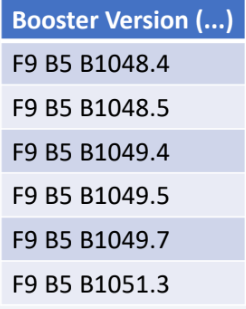 Booster Version (...)
F9 B5 B1048.4
F9 B5 B1048.5
F9 B5 B1049.4
F9 B5 B1049.5
F9 B5 B1049.7
F9 B5 B1051.3